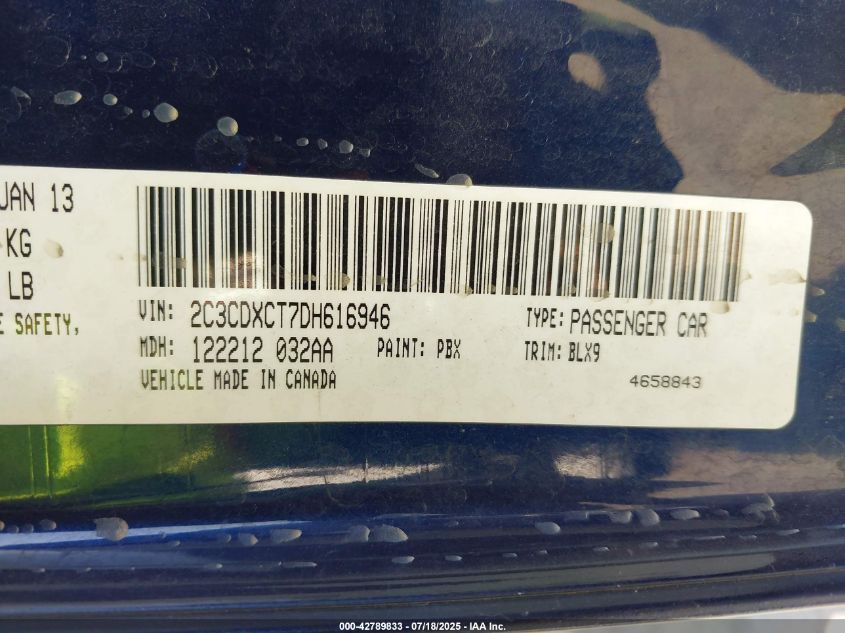 JAN 13
KG
LB
E SAFETY,
VIN: 2C3CDXCT7DH616946
TYPE: PASSENGER CAR
MDH: 122212 032AA
PAINT: PBX
TRIM: BLX9
VEHICLE MADE IN CANADA
4658843
000-42789833 - 07/18/2025 - IAA Inc.